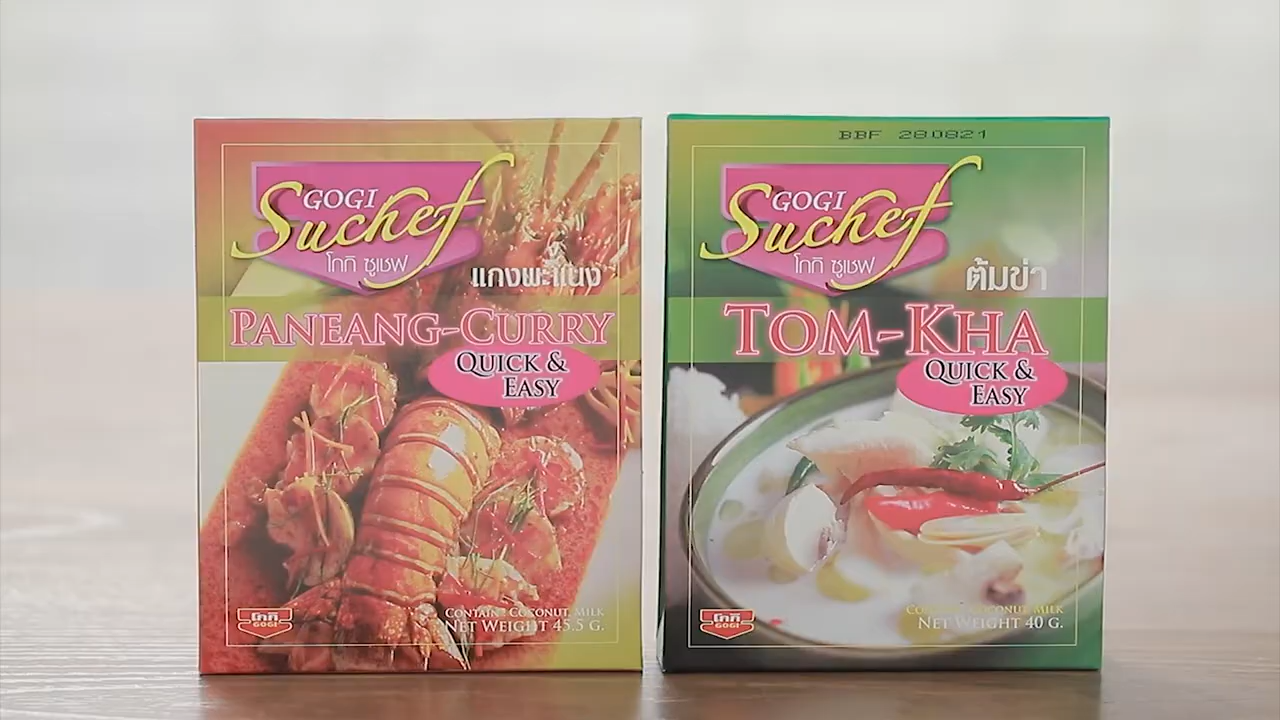 GOGI
Suchef
โกกิ ซูเชฟ
แกงพะแนง
PANEANG-CURRY
QUICK &
EASY
โกกิ
GOGI
CONTAIN: COCONUT MILK
NET WEIGHT 45.5 G.
BBF 280821
GOGI
Suchef
โกกิ ซูเชฟ
ต้มข่า
TOM-KHA
QUICK &
EASY
โกกิ
GOGI
COCONUT MILK
NET WEIGHT 40 G.